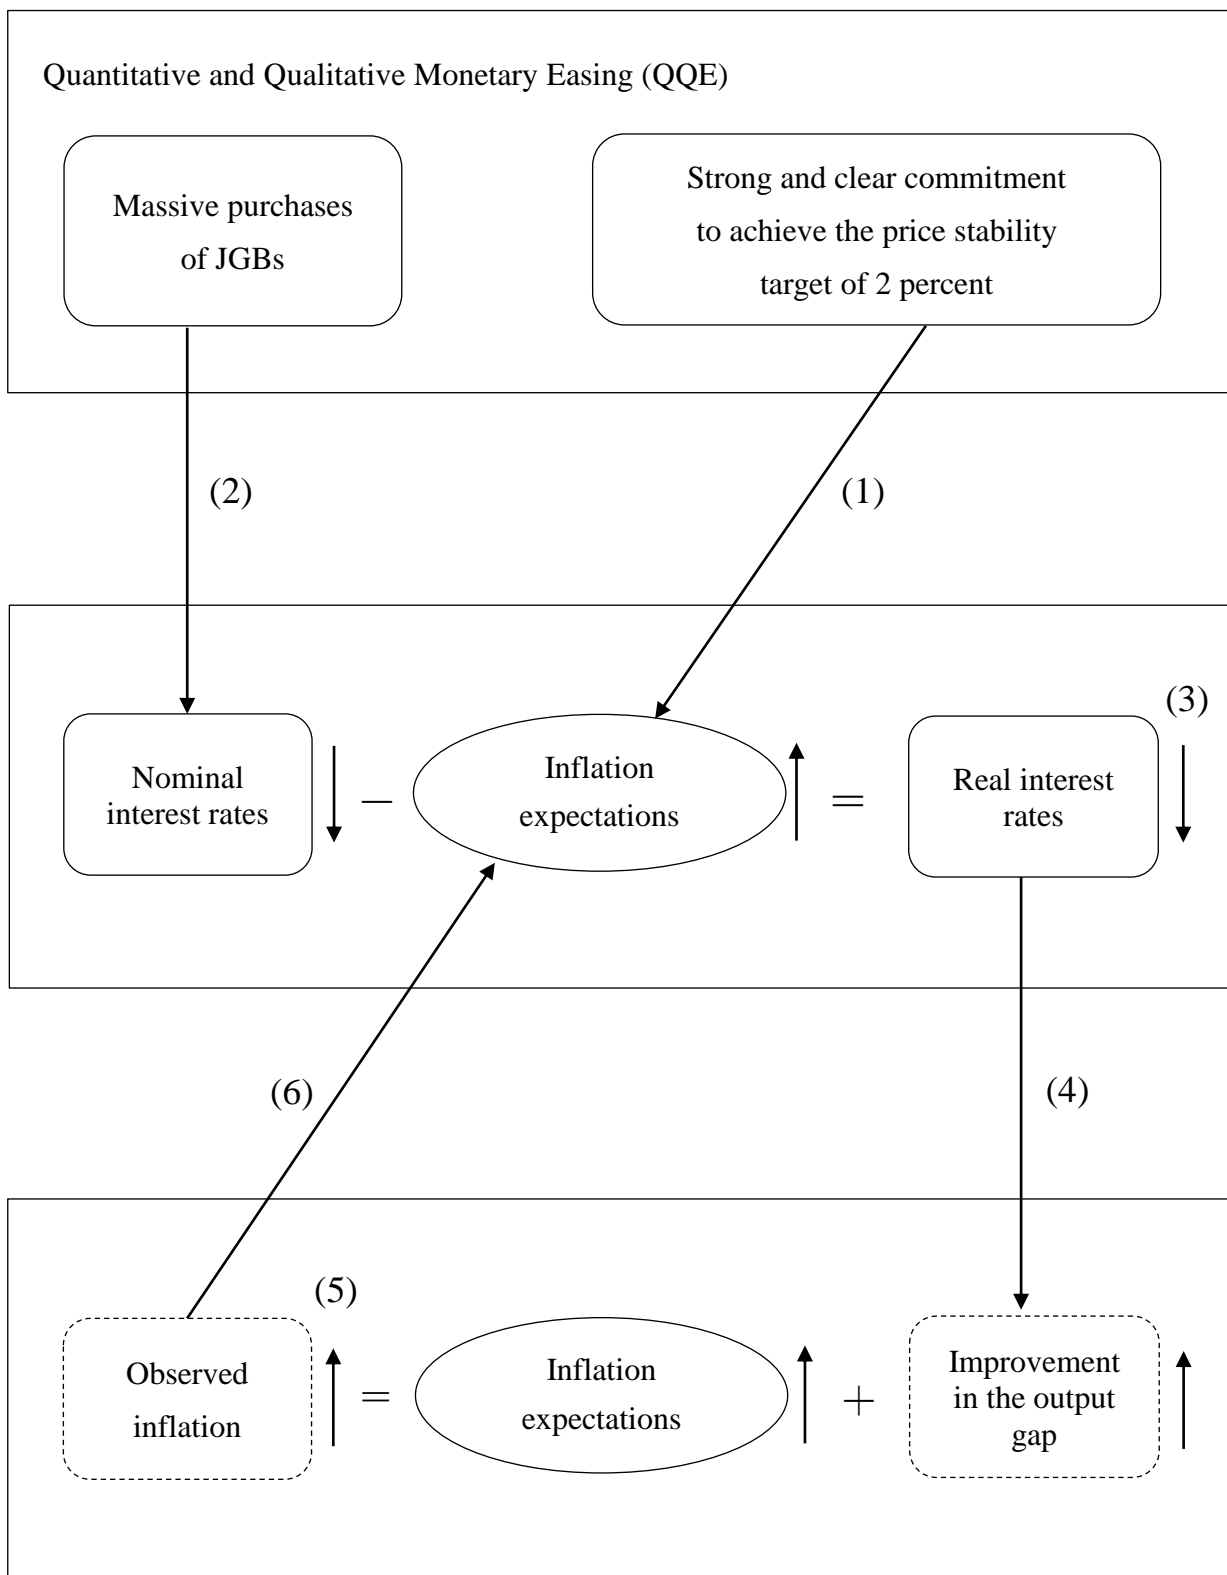 Quantitative and Qualitative Monetary Easing (QQE)
Massive purchases
of JGBs
Strong and clear commitment
to achieve the price stability
target of 2 percent
(2)
(1)
(3)
Nominal
interest rates
−
Inflation
expectations
=
Real interest
rates
(6)
(4)
(5)
Observed
inflation
=
Inflation
expectations
+
Improvement
in the output
gap